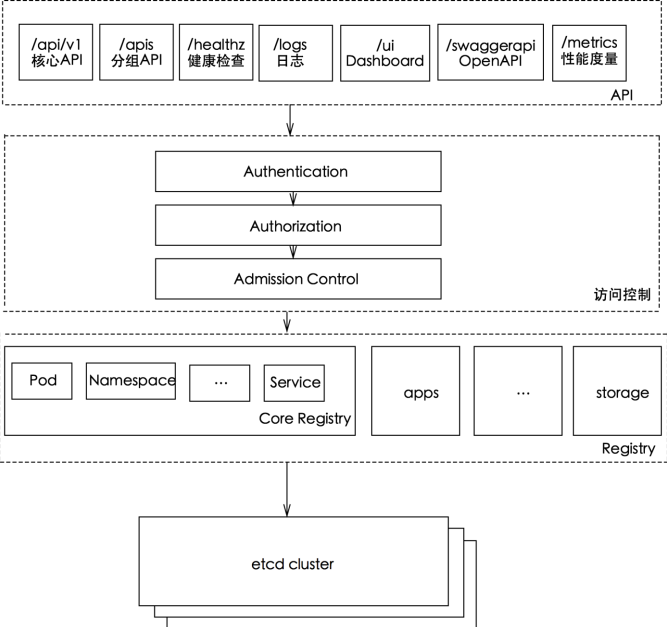 /api/v1
核心API
/apis
分组API
/healthz
健康检查
/logs
日志
/ui
Dashboard
/swaggerapi
OpenAPI
/metrics
性能度量
API
Authentication
Authorization
Admission Control
访问控制
Pod
Namespace
...
Service
Core Registry
apps
...
storage
Registry
etcd cluster